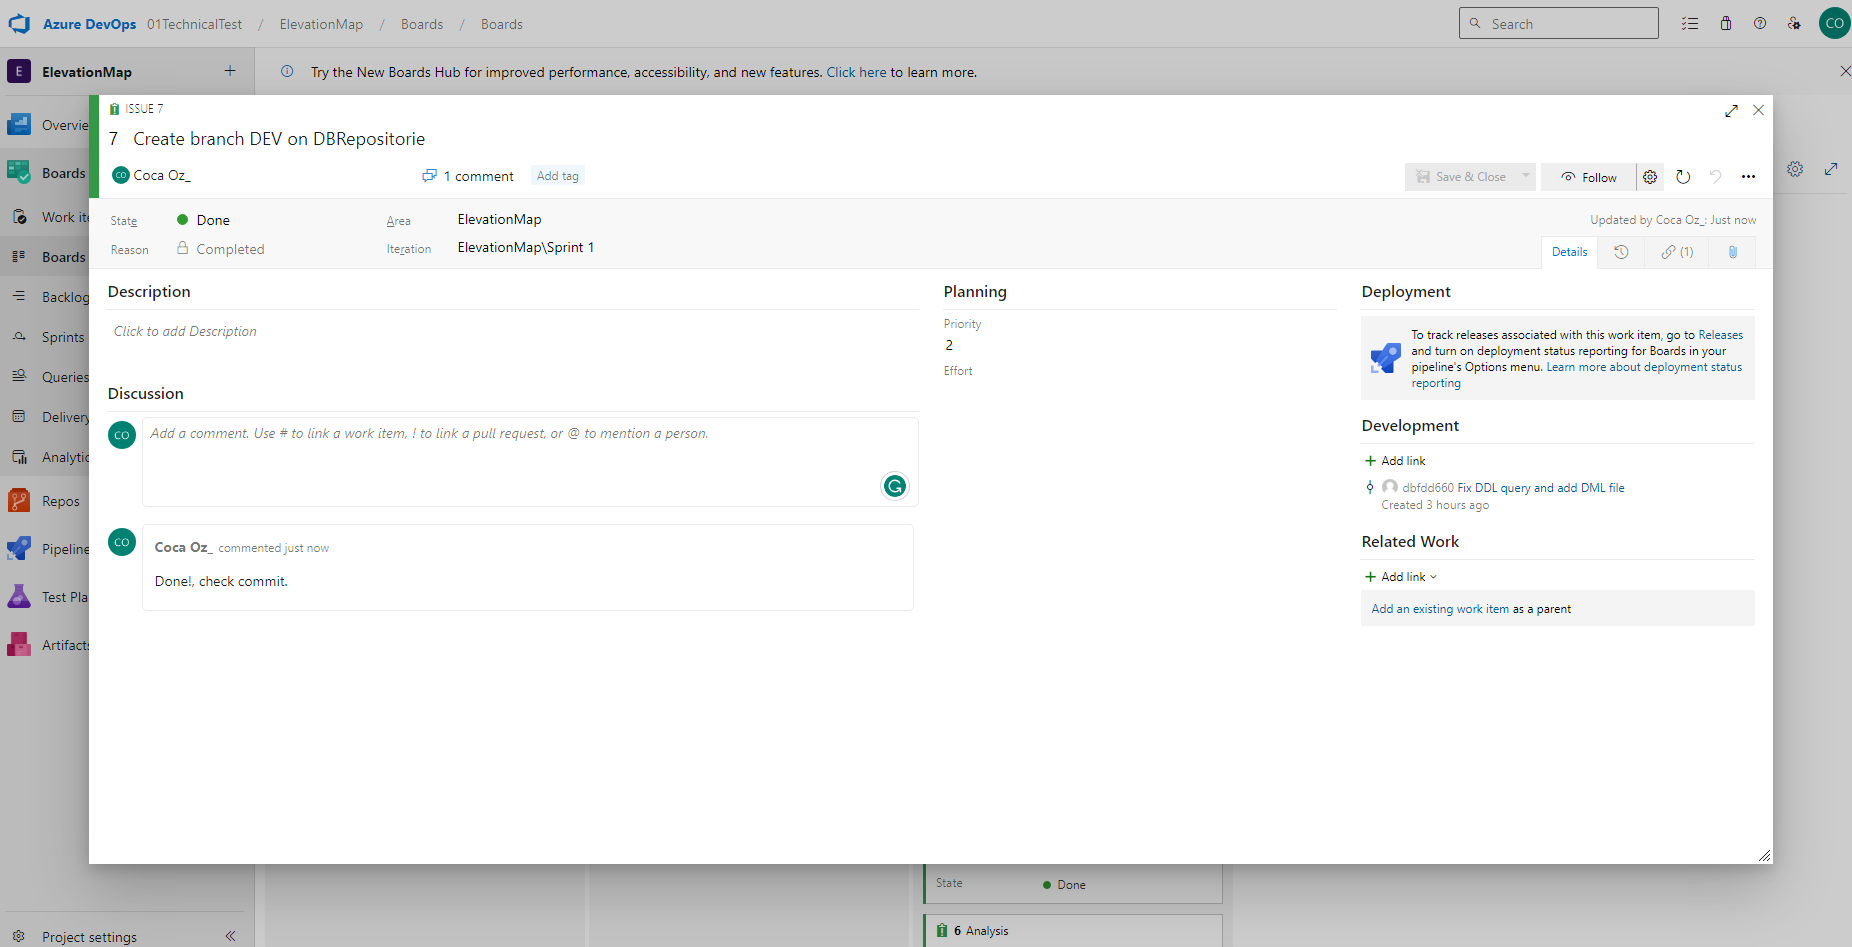 Azure DevOps 01TechnicalTest / ElevationMap / Boards / Boards
Search
CO
E ElevationMap +
Try the New Boards Hub for improved performance, accessibility, and new features. Click here to learn more.
Overvie
Boards
Work ite
Boards
Backlog
Sprints
Queries
Delivery
Analytic
Repos
Pipeline
Test Pla
Artifacts
Project settings
ISSUE 7
7 Create branch DEV on DBRepositorie
CO Coca Oz_
1 comment
Add tag
Save & Close
Follow
State Done
Reason Completed
Area ElevationMap
Iteration ElevationMap\Sprint 1
Updated by Coca Oz_: Just now
Details
(1)
Description
Click to add Description
Discussion
CO
Add a comment. Use # to link a work item, ! to link a pull request, or @ to mention a person.
CO
Coca Oz_ commented just now
Done!, check commit.
Planning
Priority
2
Effort
Deployment
To track releases associated with this work item, go to Releases
and turn on deployment status reporting for Boards in your
pipeline's Options menu. Learn more about deployment status
reporting
Development
+ Add link
dbfdd660 Fix DDL query and add DML file
Created 3 hours ago
Related Work
+ Add link
Add an existing work item as a parent
State Done
6 Analysis